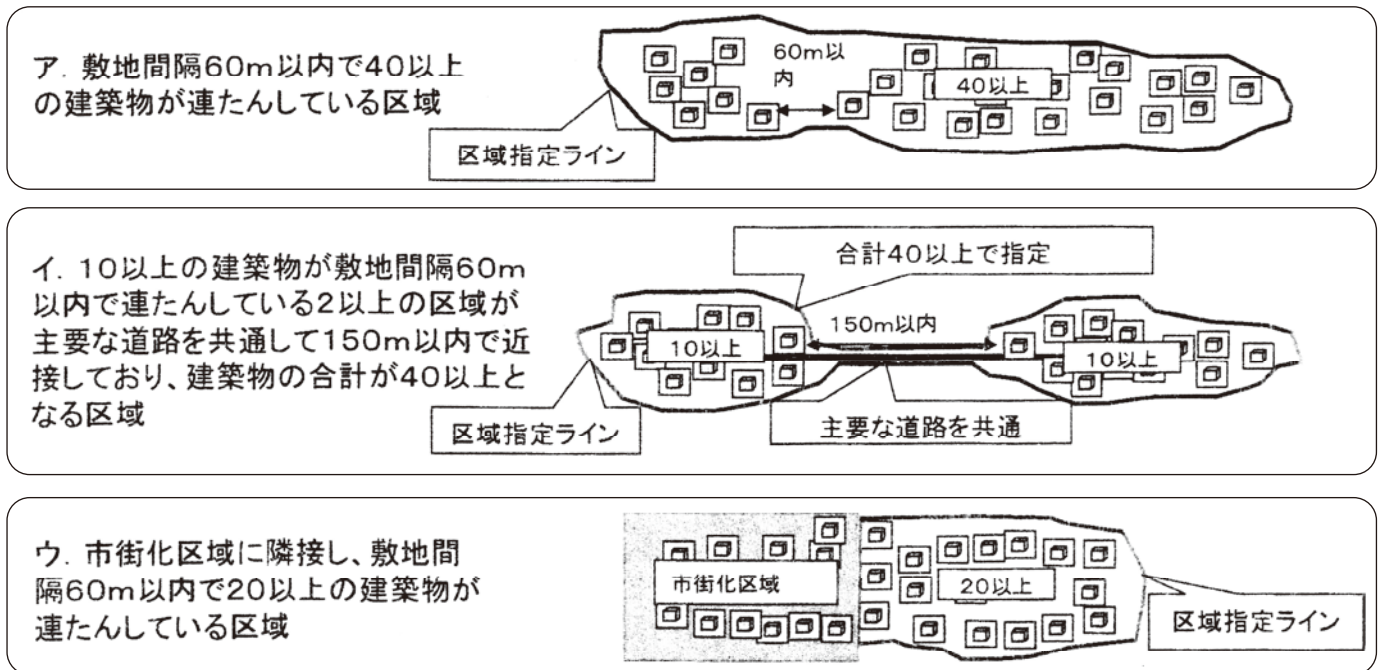 ア. 敷地間隔60m以内で40以上
の建築物が連たんしている区域
60m以
内
40以上
区域指定ライン
イ. 10以上の建築物が敷地間隔60m
以内で連たんしている2以上の区域が
主要な道路を共通して150m以内で近
接しており、建築物の合計が40以上と
なる区域
合計40以上で指定
150m以内
10以上
10以上
区域指定ライン
主要な道路を共通
ウ. 市街化区域に隣接し、敷地間
隔60m以内で20以上の建築物が
連たんしている区域
市街化区域
20以上
区域指定ライン